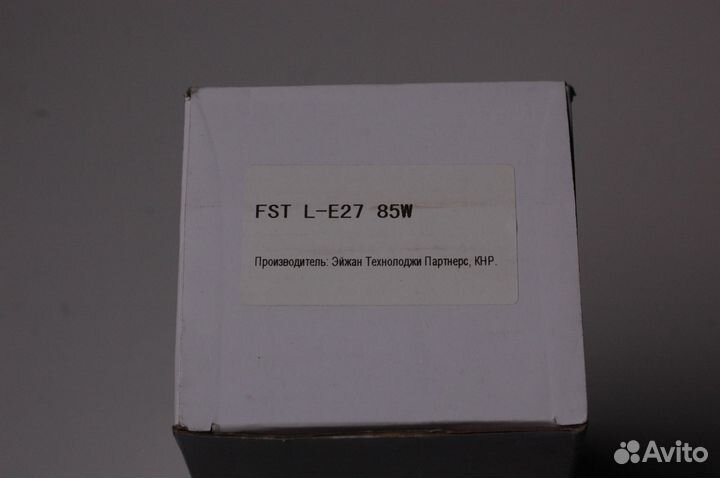 FST L-E27 85W
Производитель: Эйжан Технолоджи Партнерс, КНР.
Avito